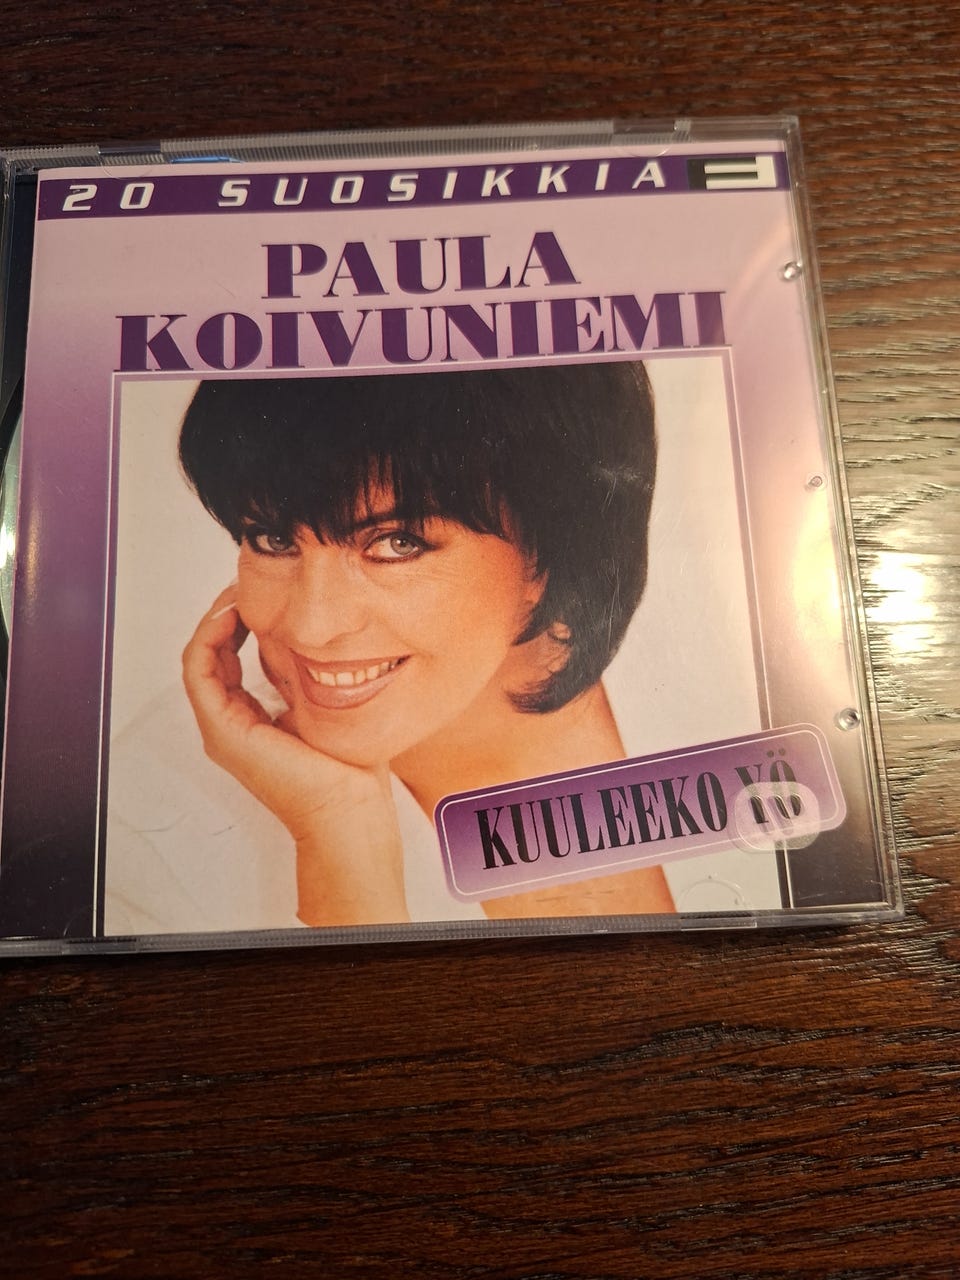 20 SUOSIKKIA
PAULA
KOIVUNIEMI
KUULEEKO YÖ